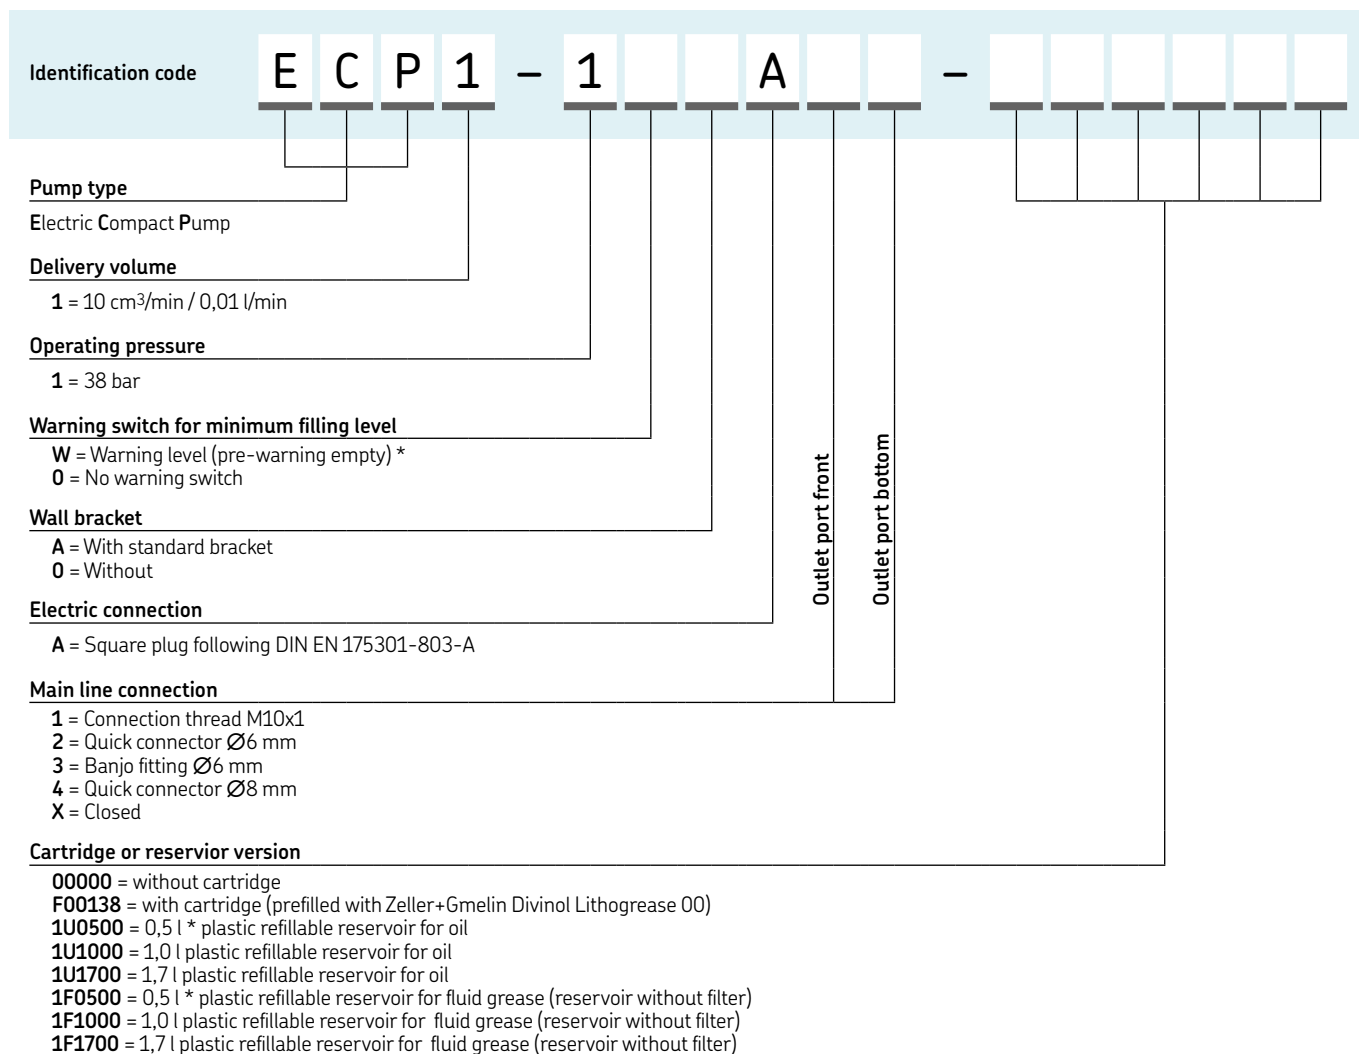 Identification code E C P 1 – 1 A –
Pump type
Electric Compact Pump
Delivery volume
1 = 10 cm3/min / 0,01 l/min
Operating pressure
1 = 38 bar
Warning switch for minimum filling level
W = Warning level (pre-warning empty) *
0 = No warning switch
Wall bracket
A = With standard bracket
0 = Without
Outlet port front
Outlet port bottom
Electric connection
A = Square plug following DIN EN 175301-803-A
Main line connection
1 = Connection thread M10x1
2 = Quick connector Ø6 mm
3 = Banjo fitting Ø6 mm
4 = Quick connector Ø8 mm
X = Closed
Cartridge or reservior version
00000 = without cartridge
F00138 = with cartridge (prefilled with Zeller+Gmelin Divinol Lithogrease 00)
1U0500 = 0,5 l * plastic refillable reservoir for oil
1U1000 = 1,0 l plastic refillable reservoir for oil
1U1700 = 1,7 l plastic refillable reservoir for oil
1F0500 = 0,5 l * plastic refillable reservoir for fluid grease (reservoir without filter)
1F1000 = 1,0 l plastic refillable reservoir for fluid grease (reservoir without filter)
1F1700 = 1,7 l plastic refillable reservoir for fluid grease (reservoir without filter)